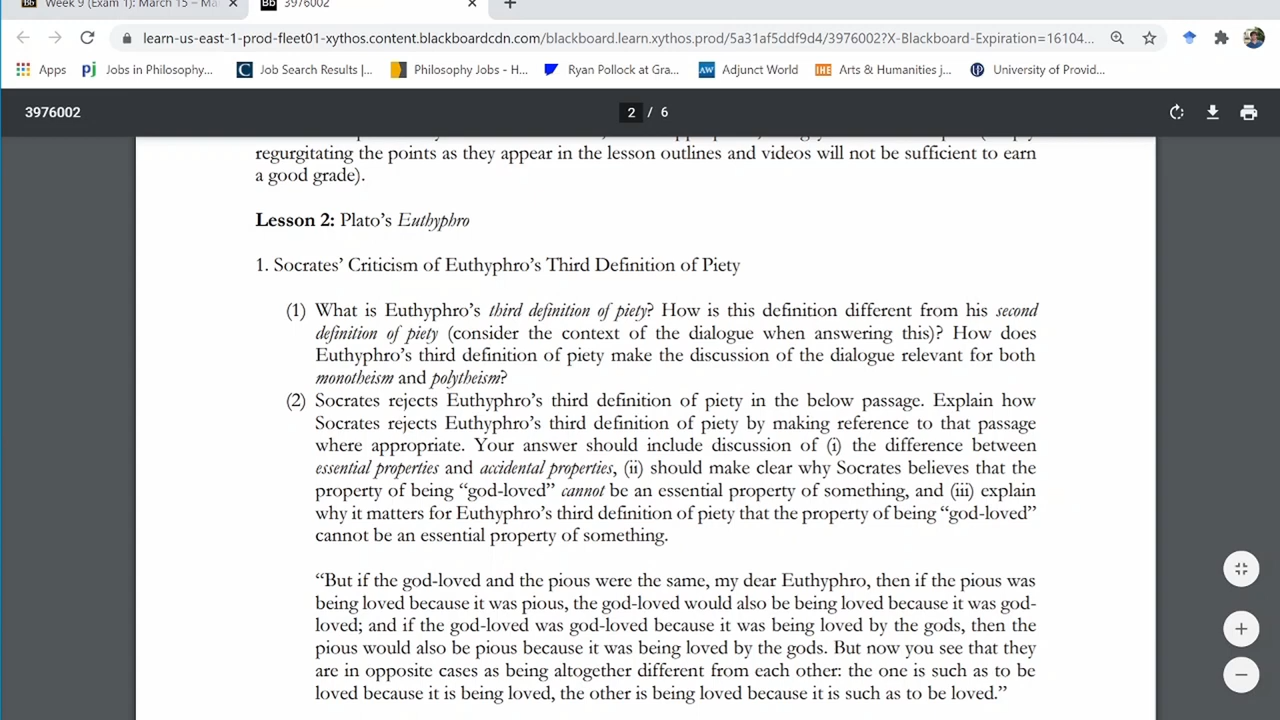 Bb Week 9 (Exam 1): March 15 – Ma
Bb 3976002
learn-us-east-1-prod-fleet01-xythos.content.blackboardcdn.com/blackboard.learn.xythos.prod/5a31af5ddf9d4/3976002?X-Blackboard-Expiration=16104...
Apps pj Jobs in Philosophy... C Job Search Results |... Philosophy Jobs - H... Ryan Pollock at Gra... AW Adjunct World IHE Arts & Humanities j... University of Provid...
3976002 2 / 6
regurgitating the points as they appear in the lesson outlines and videos will not be sufficient to earn
a good grade).
Lesson 2: Plato’s Euthyphro
1. Socrates’ Criticism of Euthyphro’s Third Definition of Piety
(1) What is Euthyphro’s third definition of piety? How is this definition different from his second
definition of piety (consider the context of the dialogue when answering this)? How does
Euthyphro’s third definition of piety make the discussion of the dialogue relevant for both
monotheism and polytheism?
(2) Socrates rejects Euthyphro’s third definition of piety in the below passage. Explain how
Socrates rejects Euthyphro’s third definition of piety by making reference to that passage
where appropriate. Your answer should include discussion of (i) the difference between
essential properties and accidental properties, (ii) should make clear why Socrates believes that the
property of being “god-loved” cannot be an essential property of something, and (iii) explain
why it matters for Euthyphro’s third definition of piety that the property of being “god-loved”
cannot be an essential property of something.
“But if the god-loved and the pious were the same, my dear Euthyphro, then if the pious was
being loved because it was pious, the god-loved would also be being loved because it was god-
loved; and if the god-loved was god-loved because it was being loved by the gods, then the
pious would also be pious because it was being loved by the gods. But now you see that they
are in opposite cases as being altogether different from each other: the one is such as to be
loved because it is being loved, the other is being loved because it is such as to be loved.”